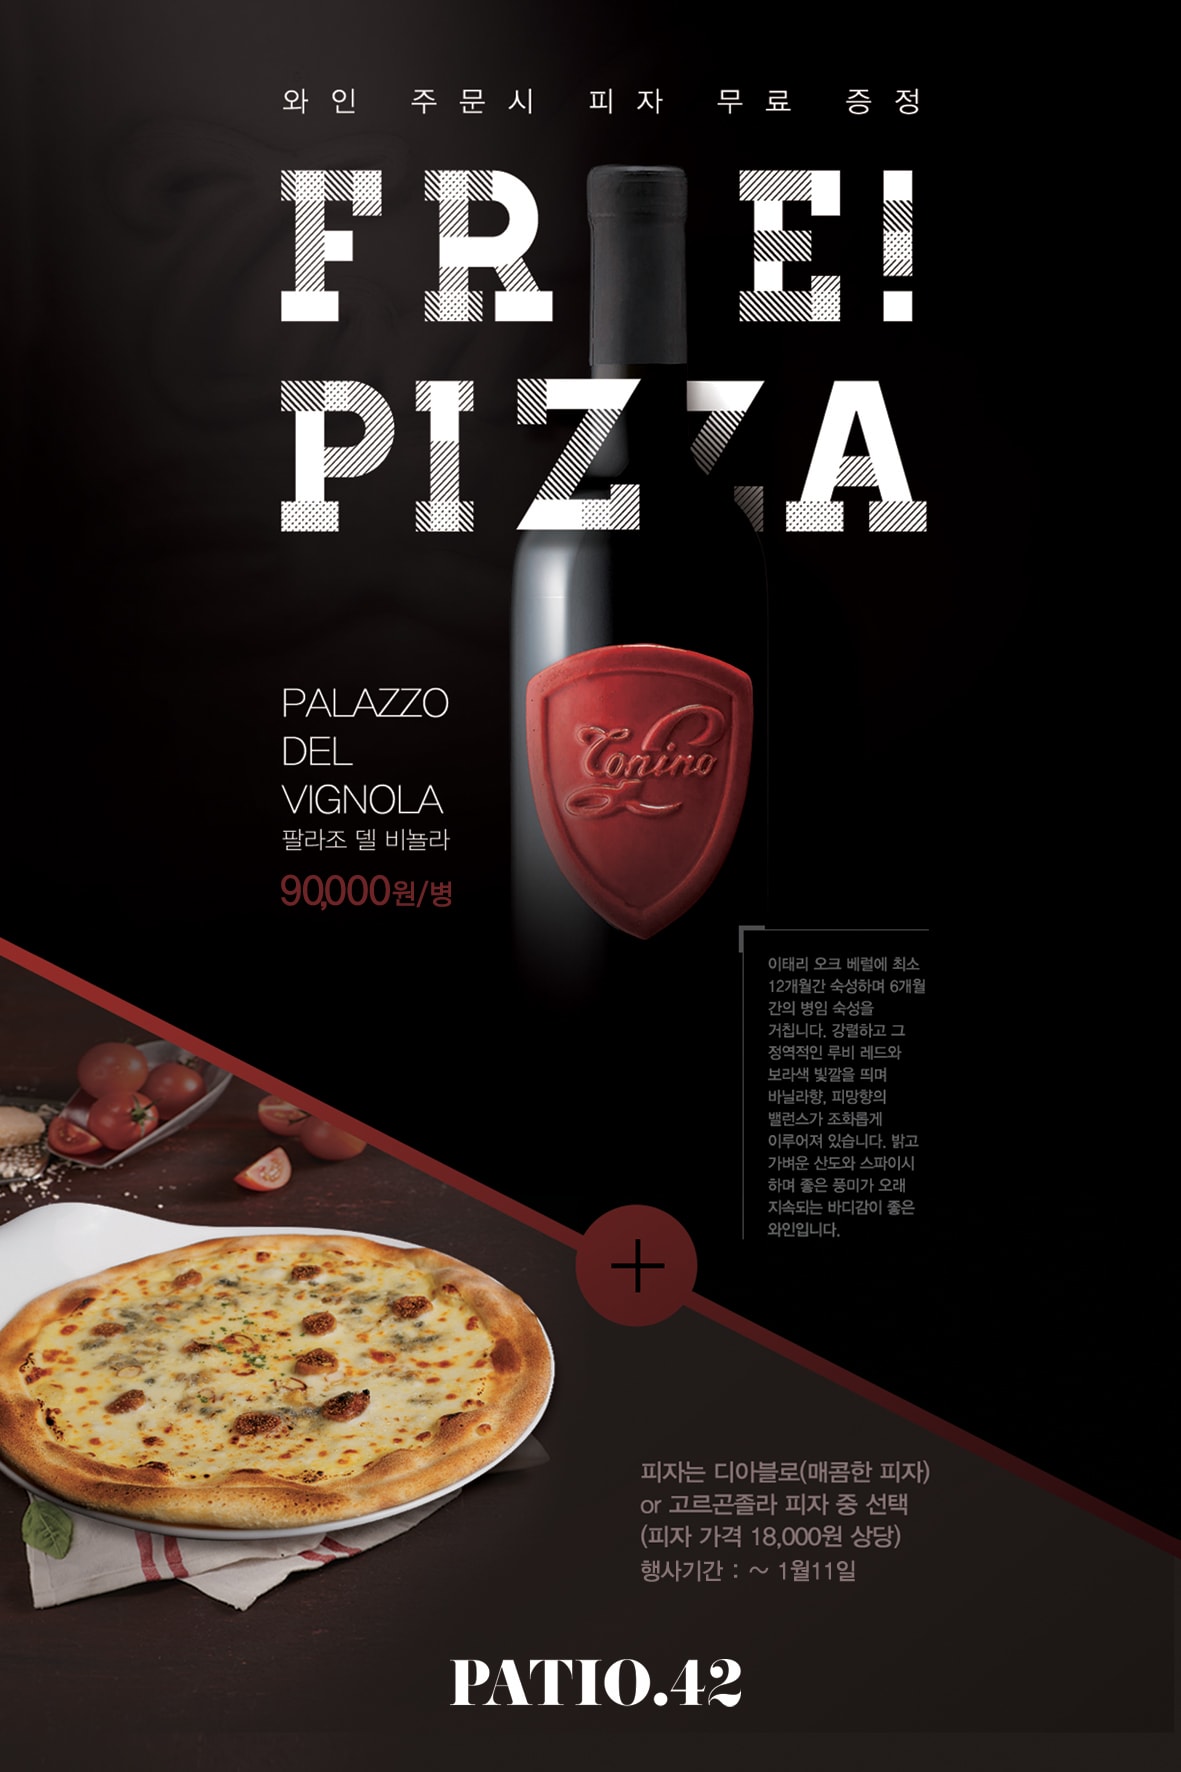 와인 주문시 피자 무료 증정
FR E!
PIZZA
Tonino
PALAZZO
DEL
VIGNOLA
팔라조 델 비뇰라
90,000원/병
이태리 오크 베럴에 최소
12개월간 숙성하며 6개월
간의 병입 숙성을
거칩니다. 강렬하고 그
정역적인 루비 레드와
보라색 빛깔을 띄며
바닐라향, 피망향의
밸런스가 조화롭게
이루어져 있습니다. 밝고
가벼운 산도와 스파이시
하며 좋은 풍미가 오래
지속되는 바디감이 좋은
와인입니다.
+
피자는 디아블로(매콤한 피자)
or 고르곤졸라 피자 중 선택
(피자 가격 18,000원 상당)
행사기간 : ~ 1월11일
PATIO.42